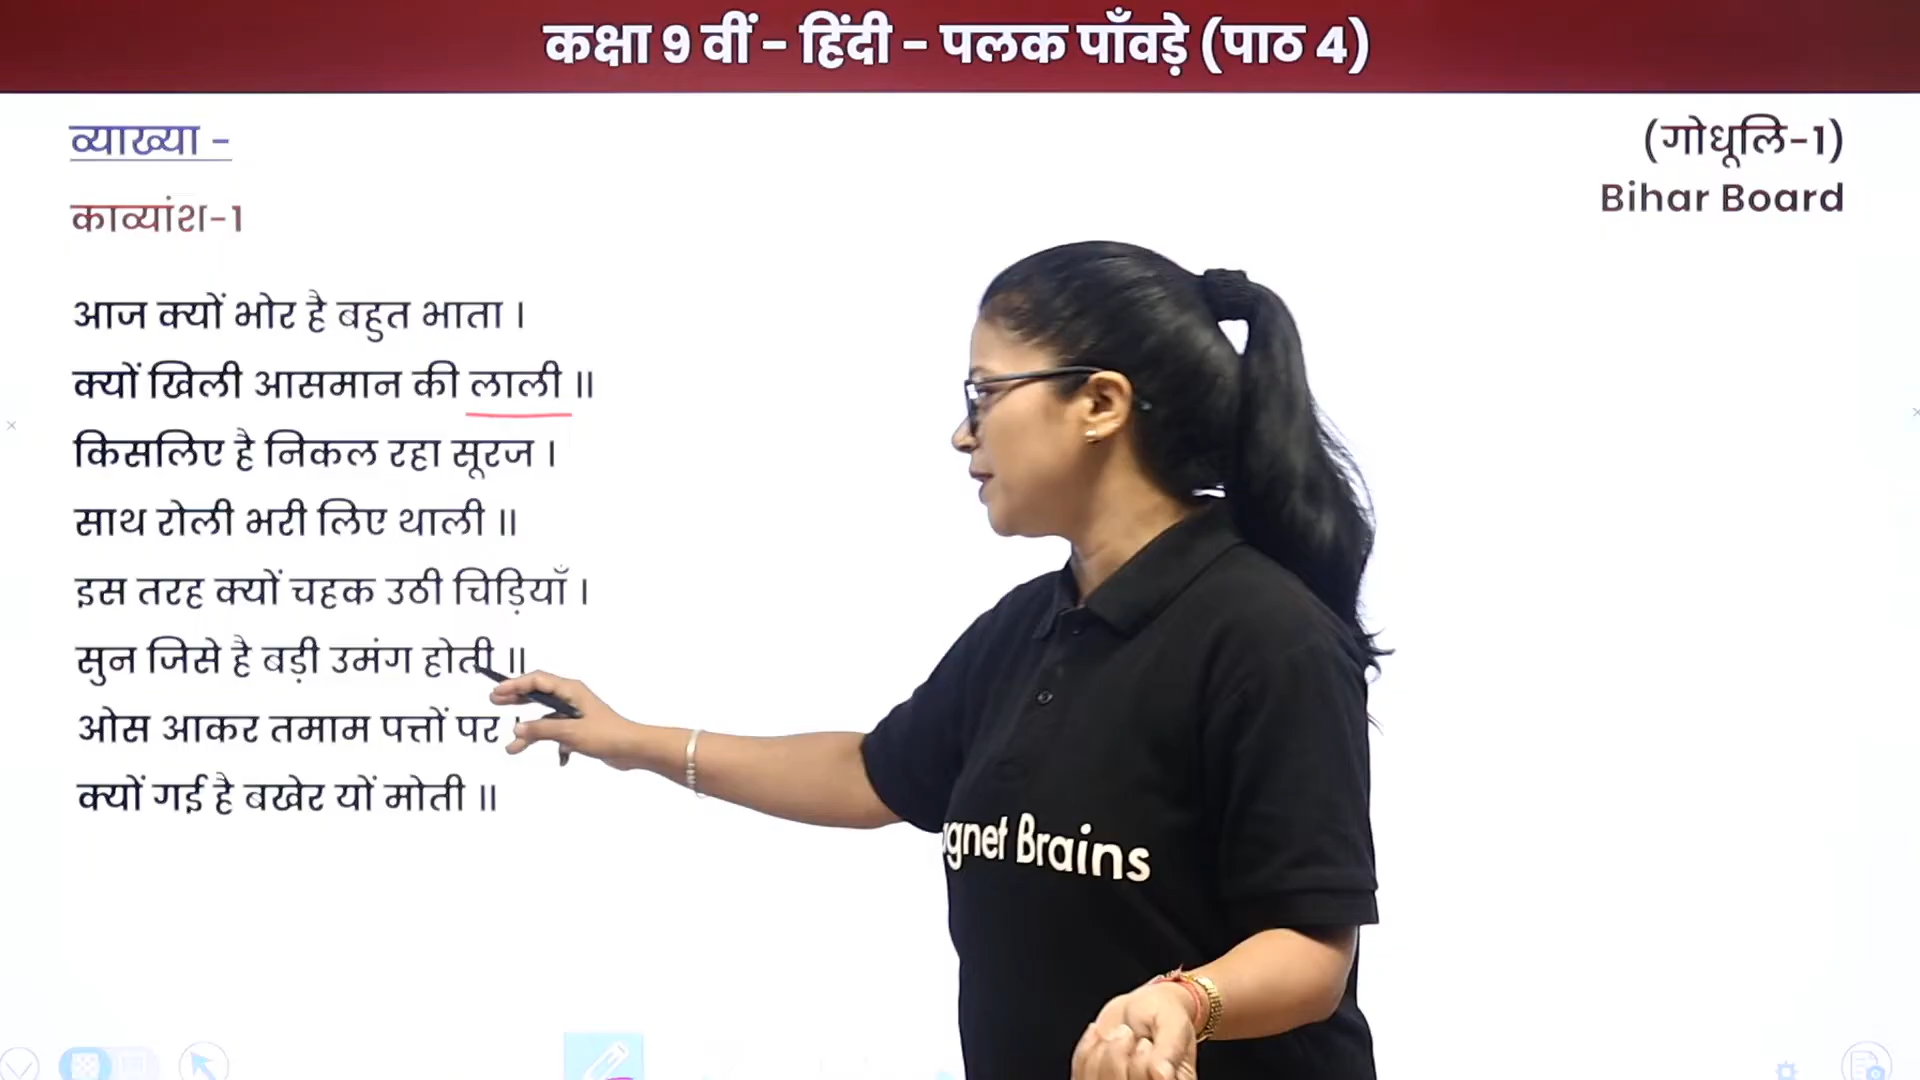 कक्षा 9 वीं - हिंदी - पलक पाँवड़े (पाठ 4)
व्याख्या -
(गोधूलि-1)
Bihar Board
काव्यांश-1
आज क्यों भोर है बहुत भाता ।
क्यों खिली आसमान की लाली ॥
किसलिए है निकल रहा सूरज ।
साथ रोली भरी लिए थाली ॥
इस तरह क्यों चहक उठी चिड़ियाँ ।
सुन जिसे है बड़ी उमंग होती ॥
ओस आकर तमाम पत्तों पर
क्यों गई है बखेर यों मोती ॥
Brains